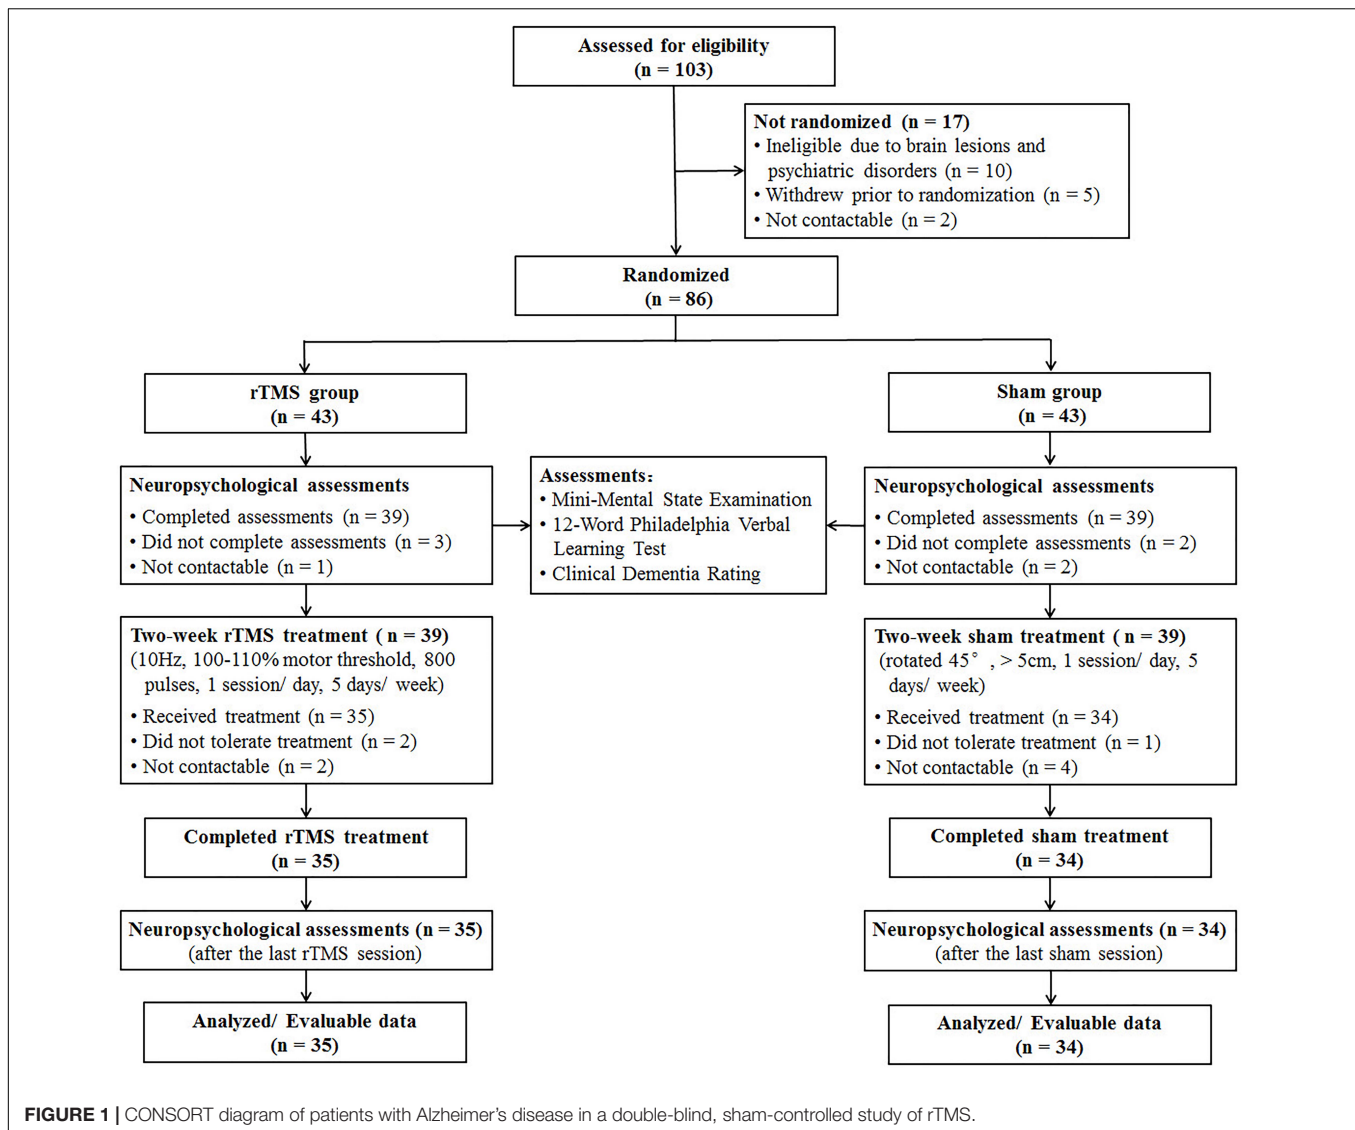 Assessed for eligibility
(n = 103)
Not randomized (n = 17)
• Ineligible due to brain lesions and
psychiatric disorders (n = 10)
• Withdrew prior to randomization (n = 5)
• Not contactable (n = 2)
Randomized
(n = 86)
rTMS group
(n = 43)
Sham group
(n = 43)
Neuropsychological assessments
• Completed assessments (n = 39)
• Did not complete assessments (n = 3)
• Not contactable (n = 1)
Assessments:
• Mini-Mental State Examination
• 12-Word Philadelphia Verbal
Learning Test
• Clinical Dementia Rating
Neuropsychological assessments
• Completed assessments (n = 39)
• Did not complete assessments (n = 2)
• Not contactable (n = 2)
Two-week rTMS treatment ( n = 39)
(10Hz, 100-110% motor threshold, 800
pulses, 1 session/ day, 5 days/ week)
• Received treatment (n = 35)
• Did not tolerate treatment (n = 2)
• Not contactable (n = 2)
Two-week sham treatment ( n = 39)
(rotated 45° , > 5cm, 1 session/ day, 5
days/ week)
• Received treatment (n = 34)
• Did not tolerate treatment (n = 1)
• Not contactable (n = 4)
Completed rTMS treatment
(n = 35)
Completed sham treatment
(n = 34)
Neuropsychological assessments (n = 35)
(after the last rTMS session)
Neuropsychological assessments (n = 34)
(after the last sham session)
Analyzed/ Evaluable data
(n = 35)
Analyzed/ Evaluable data
(n = 34)
FIGURE 1 | CONSORT diagram of patients with Alzheimer's disease in a double-blind, sham-controlled study of rTMS.